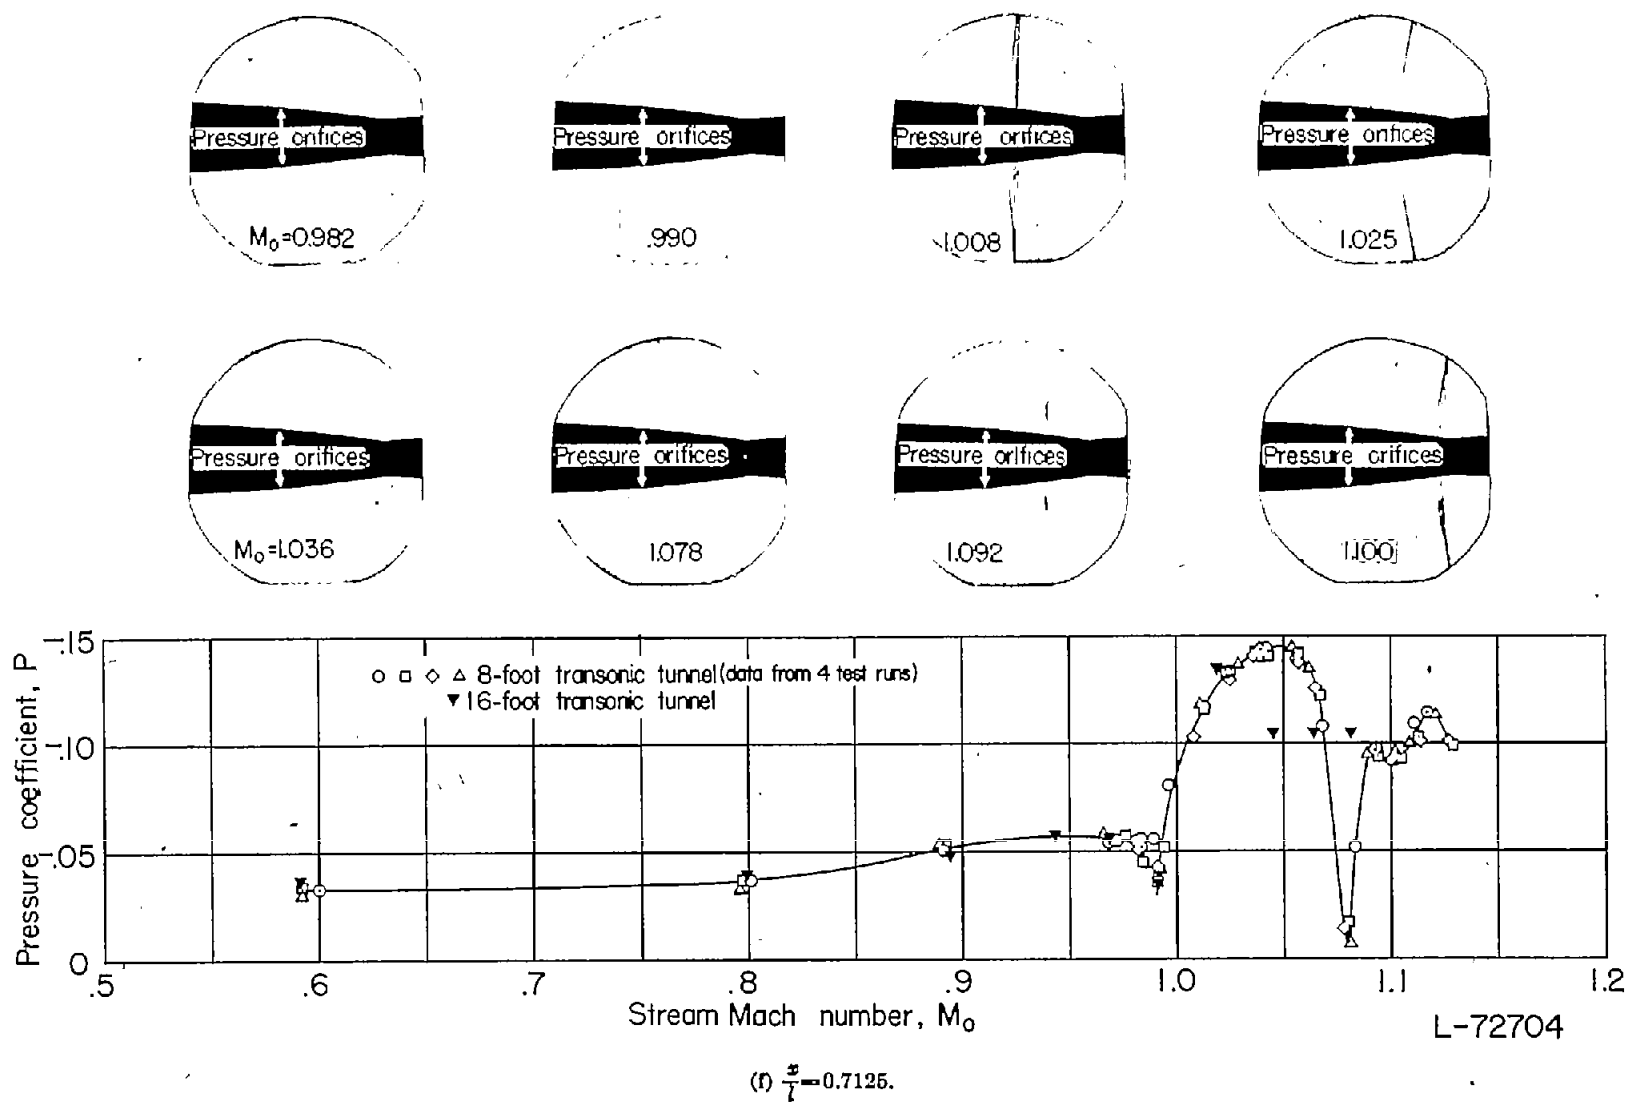 Pressure orifices
Pressure orifices
Pressure orifices
Pressure orifices
M₀=0.982
.990
1.008
1.025
Pressure orifices
Pressure orifices
Pressure orifices
Pressure orifices
M₀=1.036
1.078
1.092
1.100
Pressure coefficient, P
-.15
-.10
-.05
0
○ □ ◇ △ 8-foot transonic tunnel (data from 4 test runs)
▼ 16-foot transonic tunnel
.5 .6 .7 .8 .9 1.0 1.1 1.2
Stream Mach number, M₀
L-72704
(f) x/l=0.7125.